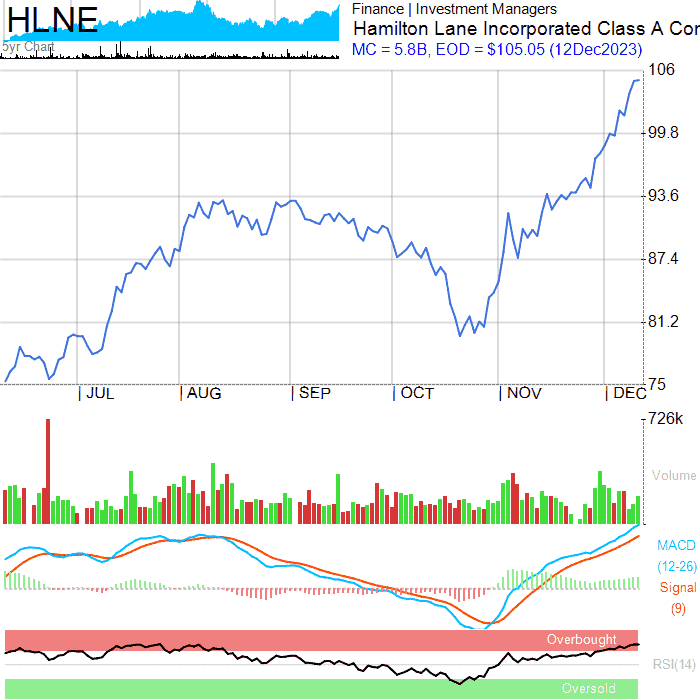 HLNE
5yr Chart
Finance | Investment Managers
Hamilton Lane Incorporated Class A Cor
MC = 5.8B, EOD = $105.05 (12Dec2023)
106
99.8
93.6
87.4
81.2
75
JUL AUG SEP OCT NOV DEC
726k
Volume
MACD
(12-26)
Signal
(9)
Overbought
RSI(14)
Oversold